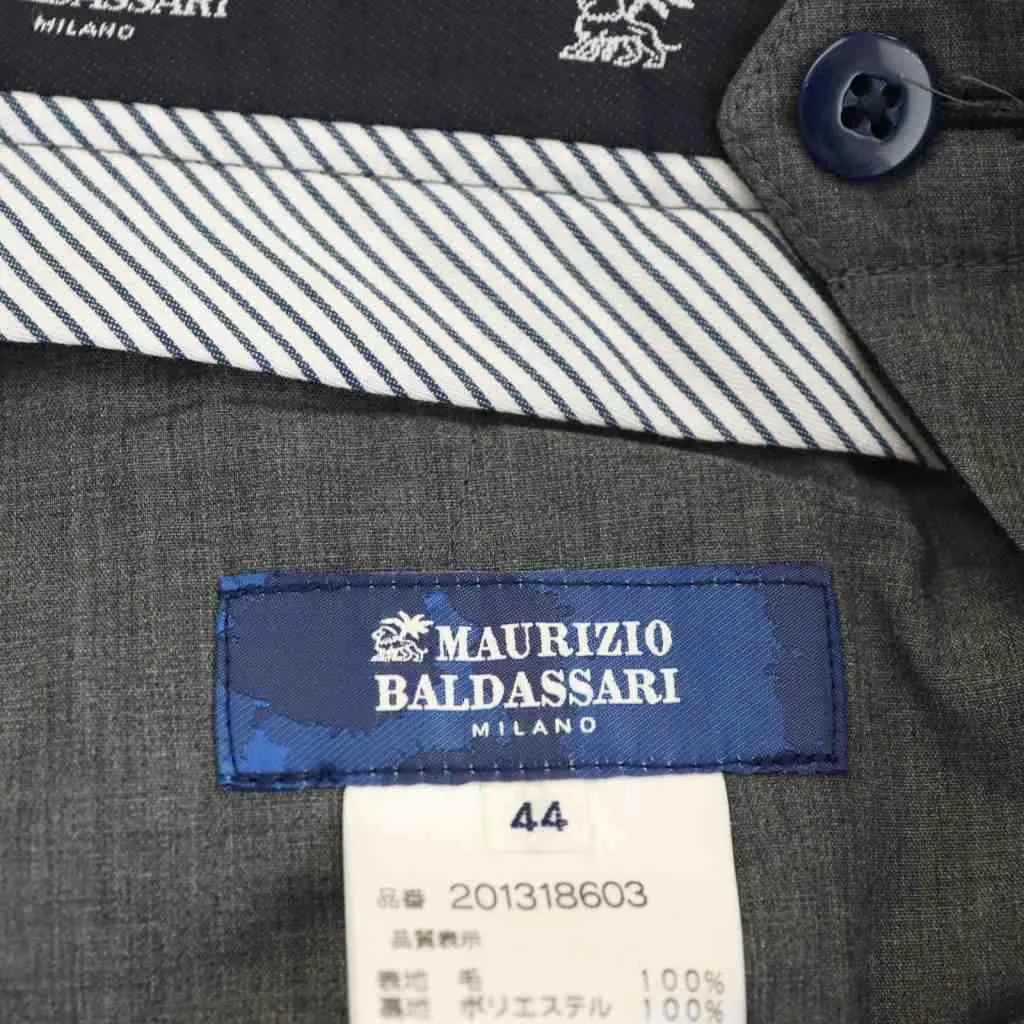 BALDASSARI
MILANO
MAURIZIO
BALDASSARI
MILANO
44
品番 201318603
品質表示
表地 毛 100%
裏地 ポリエステル 100%